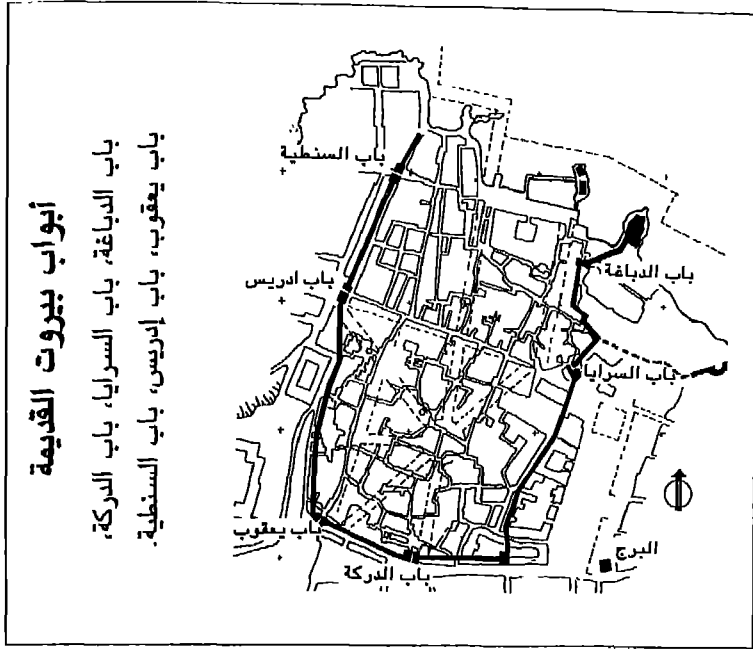 أبواب بيروت القديمة
باب الدباغة، باب السرايا، باب الدركة،
باب يعقوب، باب إدريس، باب السنطية.
باب السنطية
باب ادريس
باب الدباغة
باب السرايا
باب يعقوب
باب الدركة
البرج